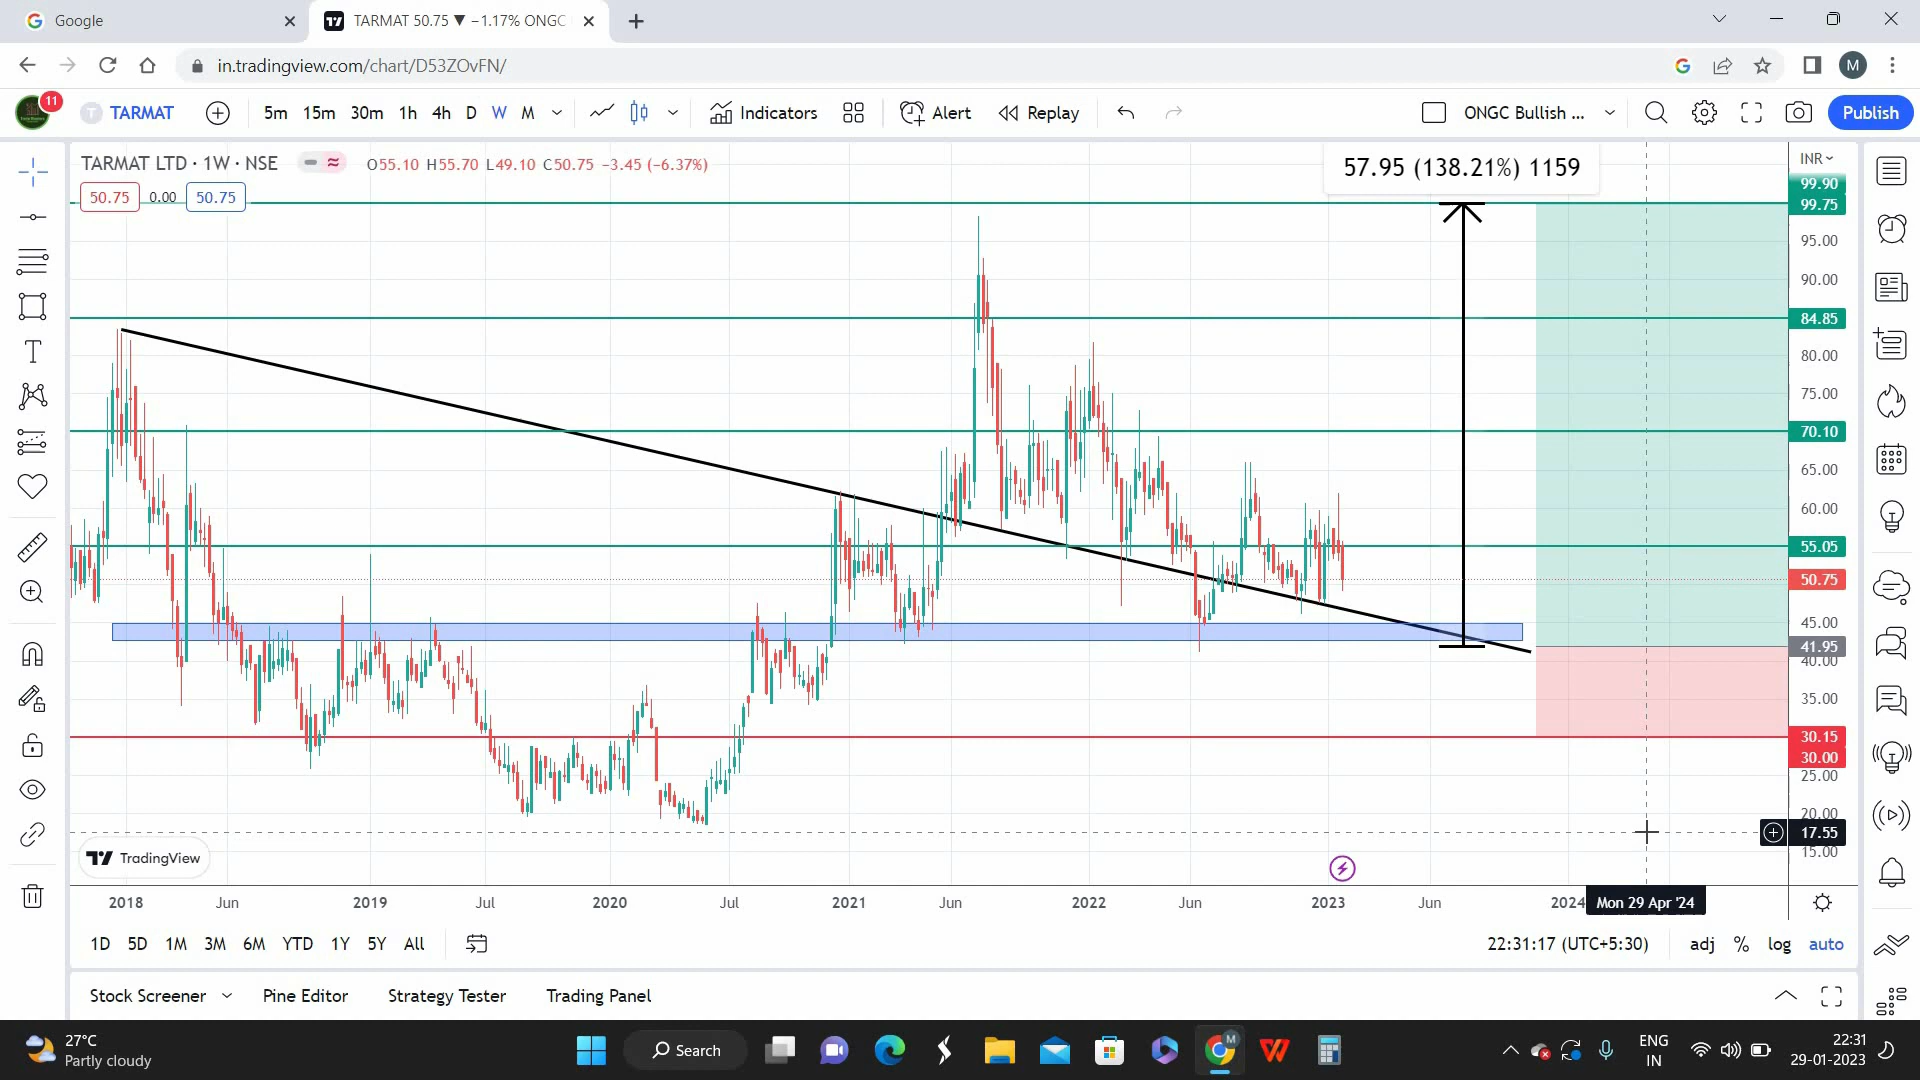 Google
TARMAT 50.75 ▼ −1.17% ONGC
in.tradingview.com/chart/D53ZOvFN/
M
11
TARMAT
5m 15m 30m 1h 4h D W M
Indicators
Alert
Replay
ONGC Bullish ...
Publish
TARMAT LTD · 1W · NSE
O55.10 H55.70 L49.10 C50.75 −3.45 (−6.37%)
50.75 0.00 50.75
57.95 (138.21%) 1159
INR
99.90
99.75
95.00
90.00
84.85
80.00
75.00
70.10
65.00
60.00
55.05
50.75
45.00
41.95
40.00
35.00
30.15
30.00
25.00
20.00
17.55
15.00
TradingView
2018 Jun 2019 Jul 2020 Jul 2021 Jun 2022 Jun 2023 Jun 2024 Mon 29 Apr '24
1D 5D 1M 3M 6M YTD 1Y 5Y All
22:31:17 (UTC+5:30) adj % log auto
Stock Screener Pine Editor Strategy Tester Trading Panel
27°C
Partly cloudy
Search
M
ENG
IN
22:31
29-01-2023